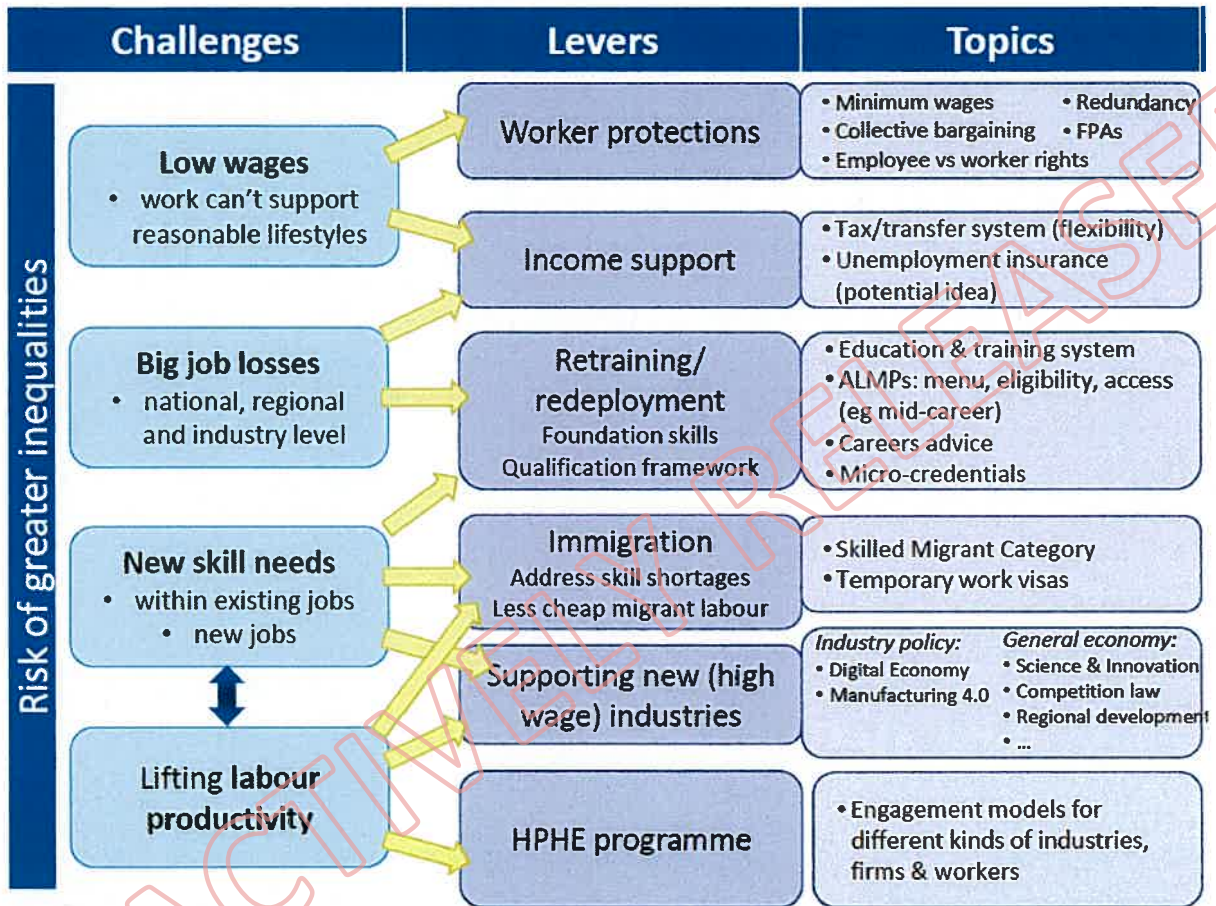 Challenges
Levers
Topics
Risk of greater inequalities
Low wages
• work can't support
reasonable lifestyles
Big job losses
• national, regional
and industry level
New skill needs
• within existing jobs
• new jobs
Lifting labour
productivity
Worker protections
Income support
Retraining/
redeployment
Foundation skills
Qualification framework
Immigration
Address skill shortages
Less cheap migrant labour
Supporting new (high
wage) industries
HPHE programme
• Minimum wages
• Collective bargaining
• Employee vs worker rights
• Redundancy
• FPAs
• Tax/transfer system (flexibility)
• Unemployment insurance
(potential idea)
• Education & training system
• ALMPs: menu, eligibility, access
(eg mid-career)
• Careers advice
• Micro-credentials
• Skilled Migrant Category
• Temporary work visas
Industry policy:
• Digital Economy
• Manufacturing 4.0
General economy:
• Science & Innovation
• Competition law
• Regional development
• ...
• Engagement models for
different kinds of industries,
firms & workers
ACTIVELY RELEASE